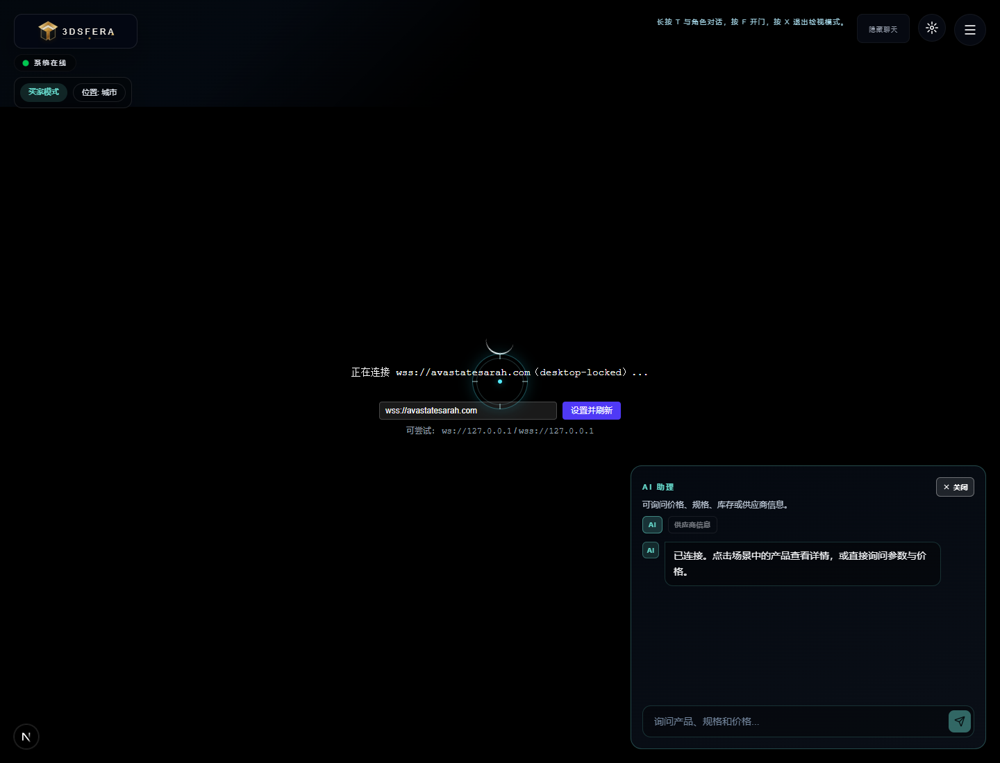 3DSFERA
系统在线
买家模式
位置: 城市
长按 T 与角色对话，按 F 开门，按 X 退出检视模式。
隐藏聊天
正在连接 wss://avastatesarah.com（desktop-locked）...
wss://avastatesarah.com
设置并刷新
可尝试： ws://127.0.0.1 / wss://127.0.0.1
AI 助理
✕ 关闭
可询问价格、规格、库存或供应商信息。
AI
供应商信息
AI
已连接。点击场景中的产品查看详情，或直接询问参数与价
格。
询问产品、规格和价格...
N